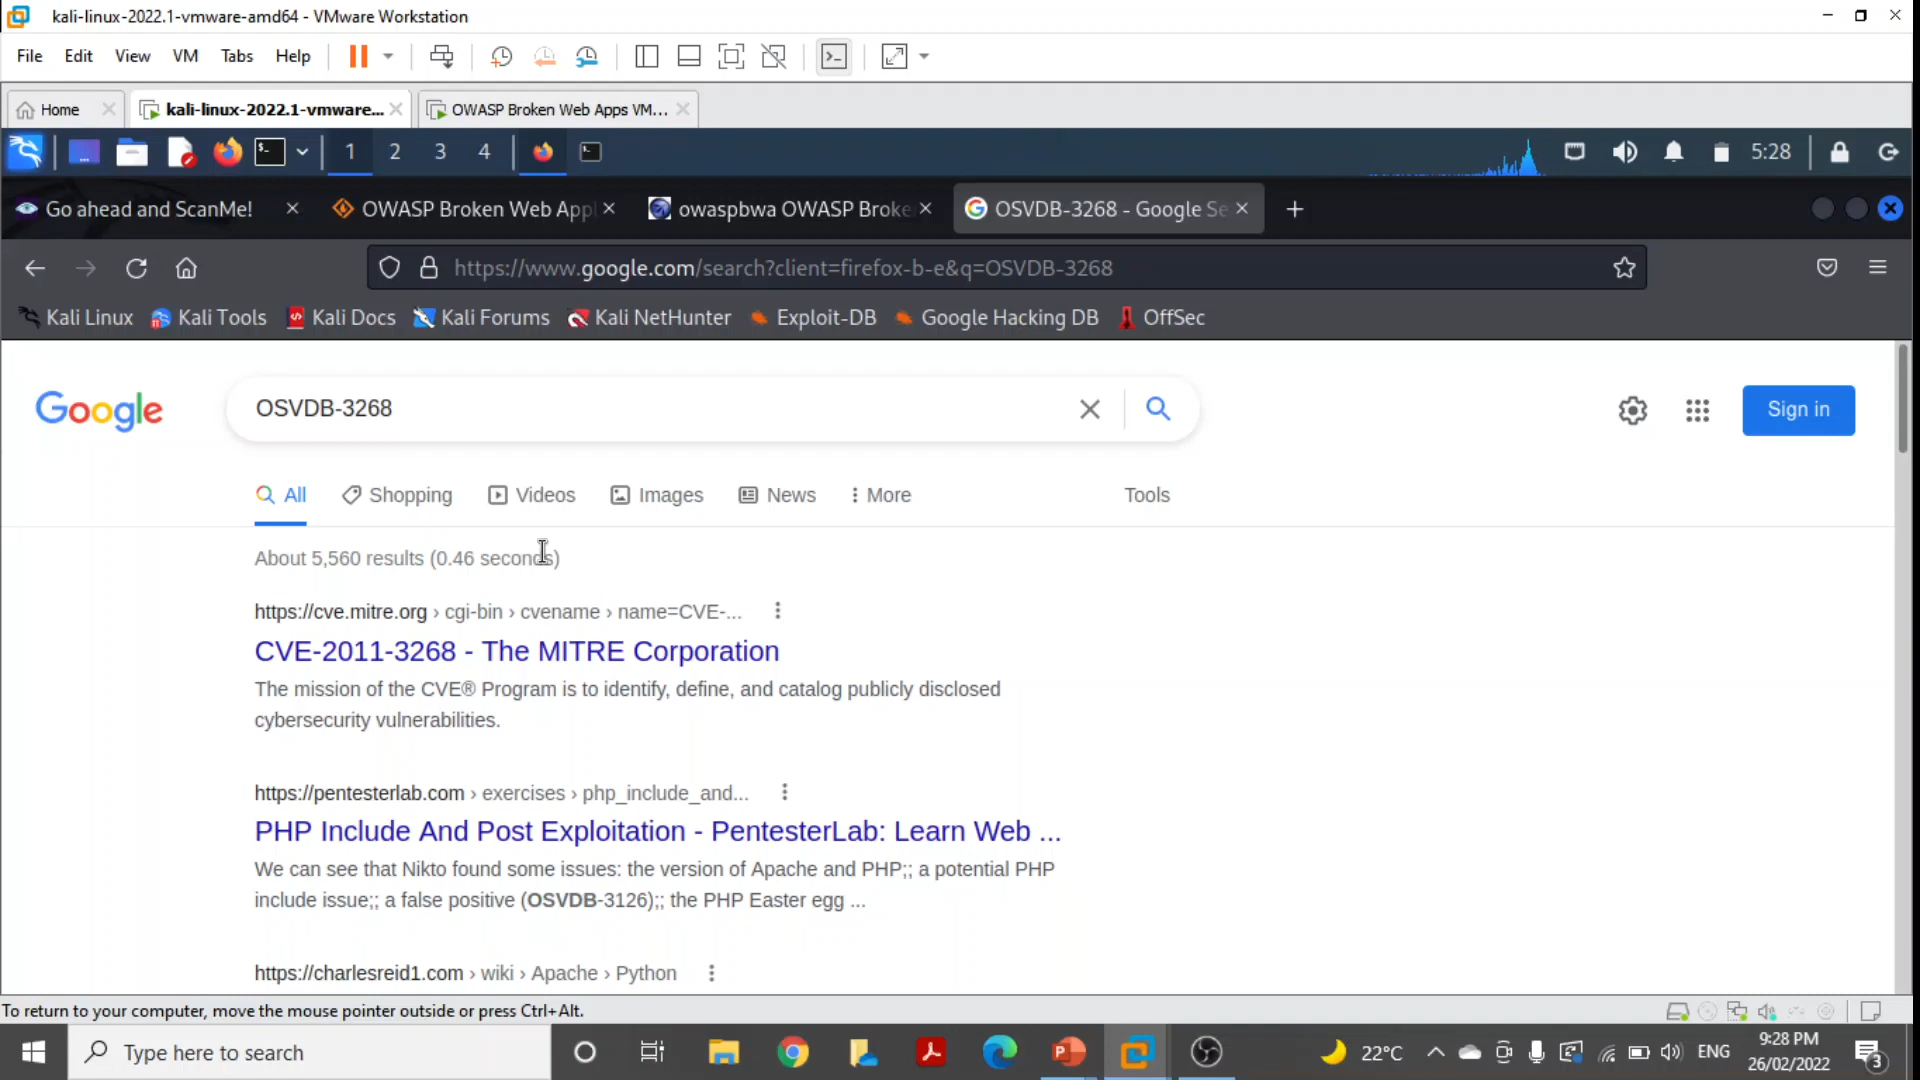 kali-linux-2022.1-vmware-amd64 - VMware Workstation
File Edit View VM Tabs Help
Home kali-linux-2022.1-vmware... OWASP Broken Web Apps VM...
1 2 3 4 5:28
Go ahead and ScanMe! OWASP Broken Web Appl owaspbwa OWASP Broke OSVDB-3268 - Google Se
https://www.google.com/search?client=firefox-b-e&q=OSVDB-3268
Kali Linux Kali Tools Kali Docs Kali Forums Kali NetHunter Exploit-DB Google Hacking DB OffSec
Google OSVDB-3268 Sign in
All Shopping Videos Images News More Tools
About 5,560 results (0.46 seconds)
https://cve.mitre.org › cgi-bin › cvename › name=CVE-...
CVE-2011-3268 - The MITRE Corporation
The mission of the CVE® Program is to identify, define, and catalog publicly disclosed
cybersecurity vulnerabilities.
https://pentesterlab.com › exercises › php_include_and...
PHP Include And Post Exploitation - PentesterLab: Learn Web ...
We can see that Nikto found some issues: the version of Apache and PHP;; a potential PHP
include issue;; a false positive (OSVDB-3126);; the PHP Easter egg ...
https://charlesreid1.com › wiki › Apache › Python
To return to your computer, move the mouse pointer outside or press Ctrl+Alt.
Type here to search 22°C ENG 9:28 PM
26/02/2022 3